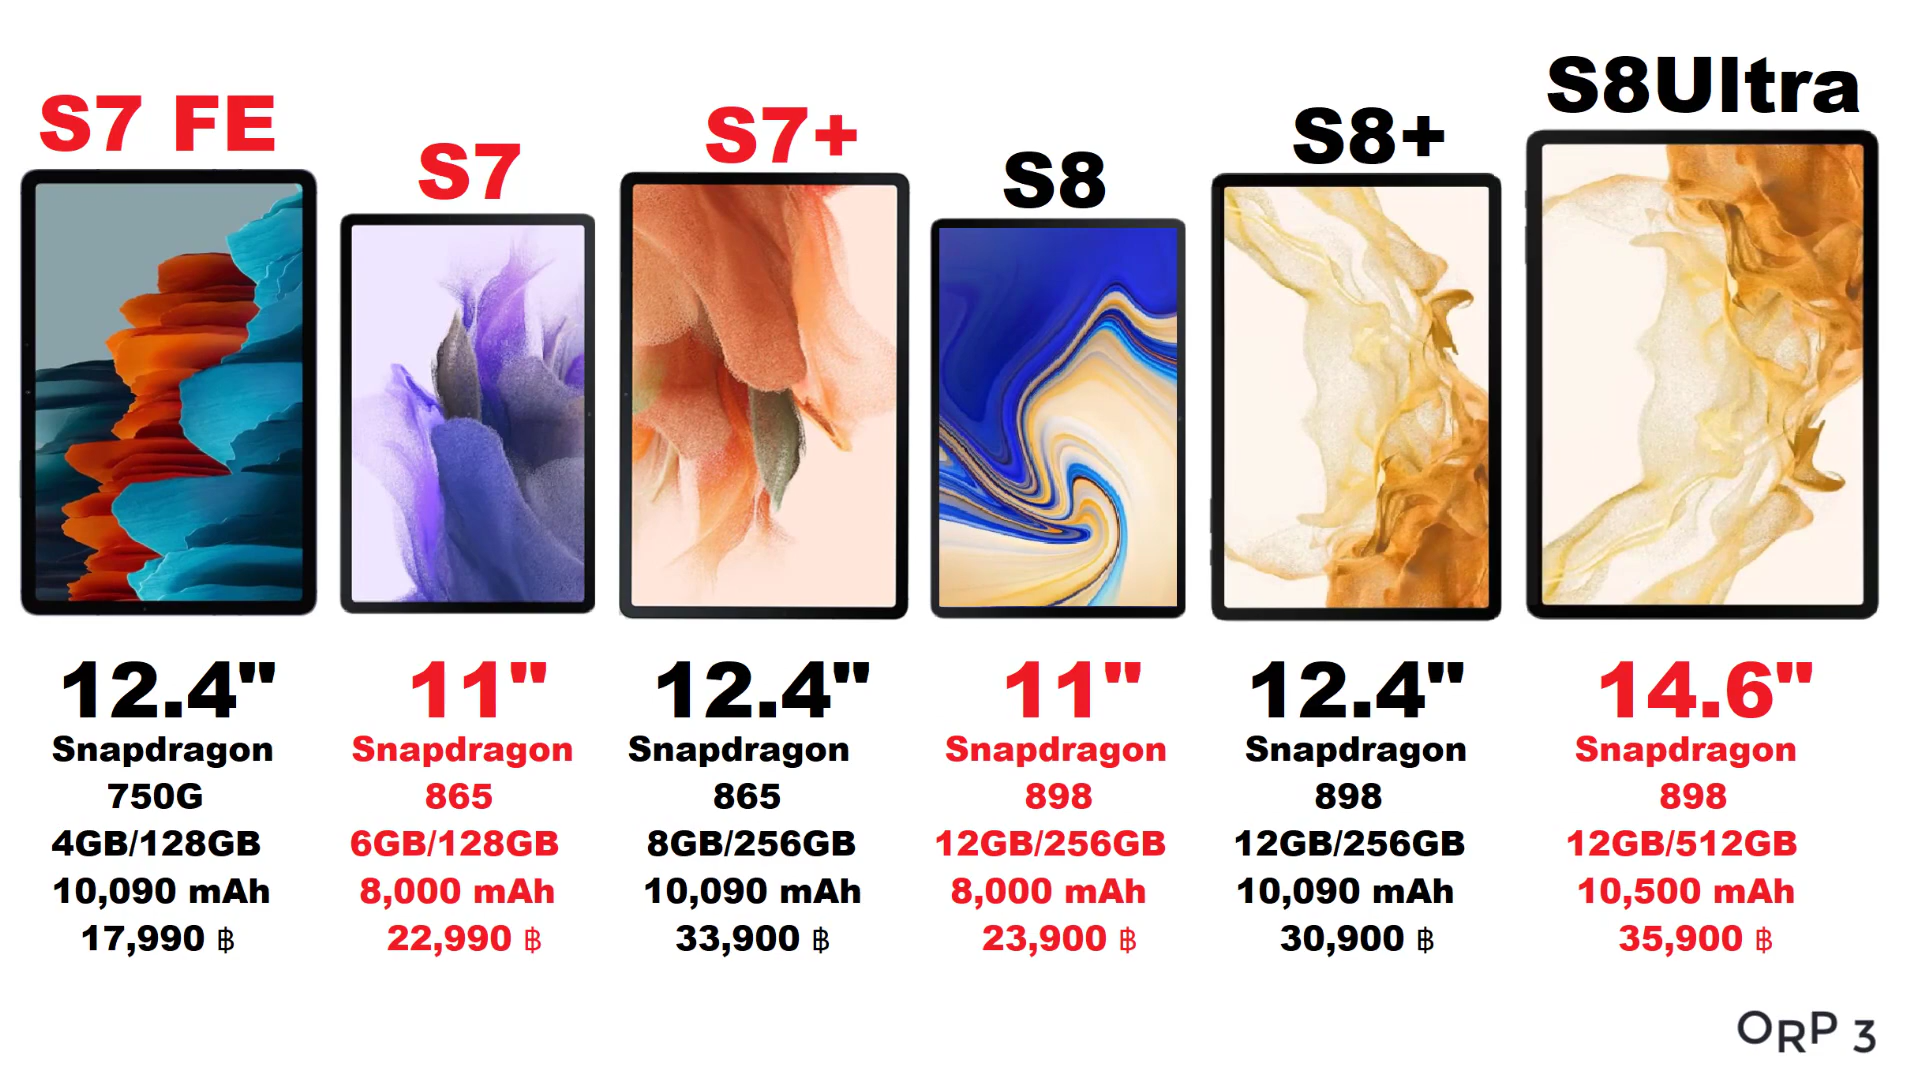 S7 FE
S7
S7+
S8
S8+
S8Ultra
12.4"
Snapdragon
750G
4GB/128GB
10,090 mAh
17,990 ฿
11"
Snapdragon
865
6GB/128GB
8,000 mAh
22,990 ฿
12.4"
Snapdragon
865
8GB/256GB
10,090 mAh
33,900 ฿
11"
Snapdragon
898
12GB/256GB
8,000 mAh
23,900 ฿
12.4"
Snapdragon
898
12GB/256GB
10,090 mAh
30,900 ฿
14.6"
Snapdragon
898
12GB/512GB
10,500 mAh
35,900 ฿
ORP 3